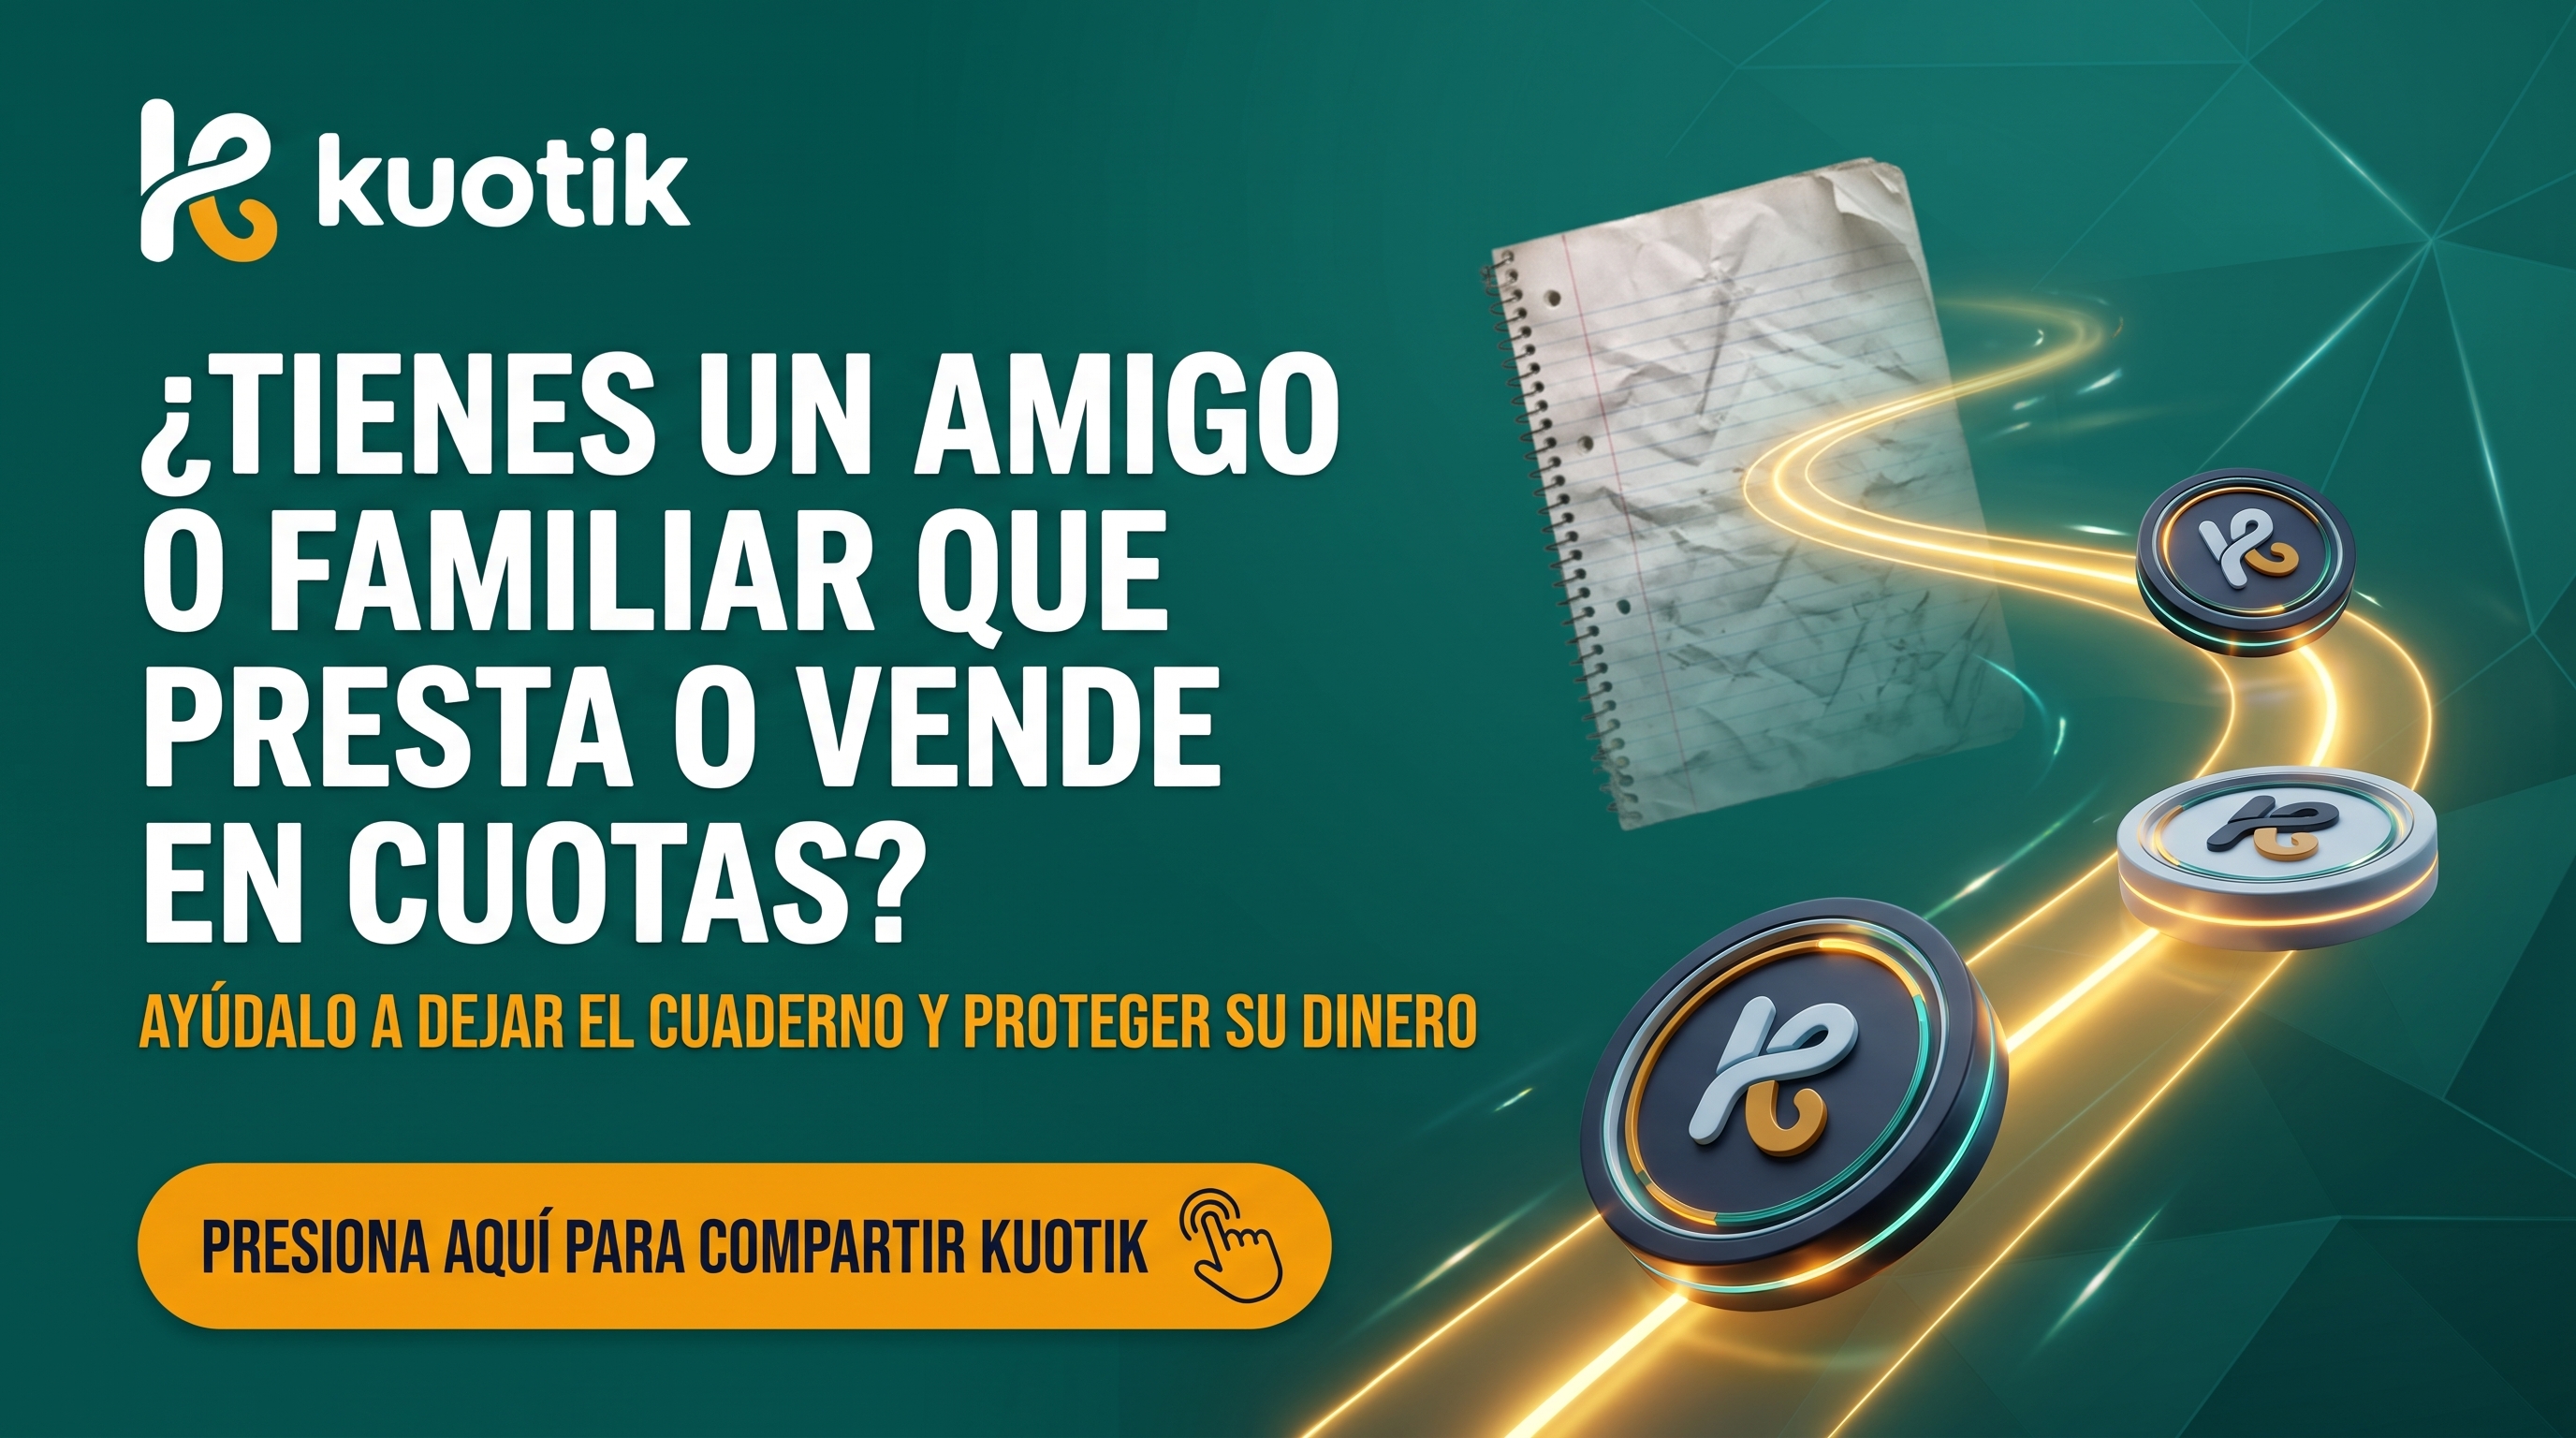 kuotik
¿TIENES UN AMIGO
O FAMILIAR QUE
PRESTA O VENDE
EN CUOTAS?
AYÚDALO A DEJAR EL CUADERNO Y PROTEGER SU DINERO
PRESIONA AQUÍ PARA COMPARTIR KUOTIK